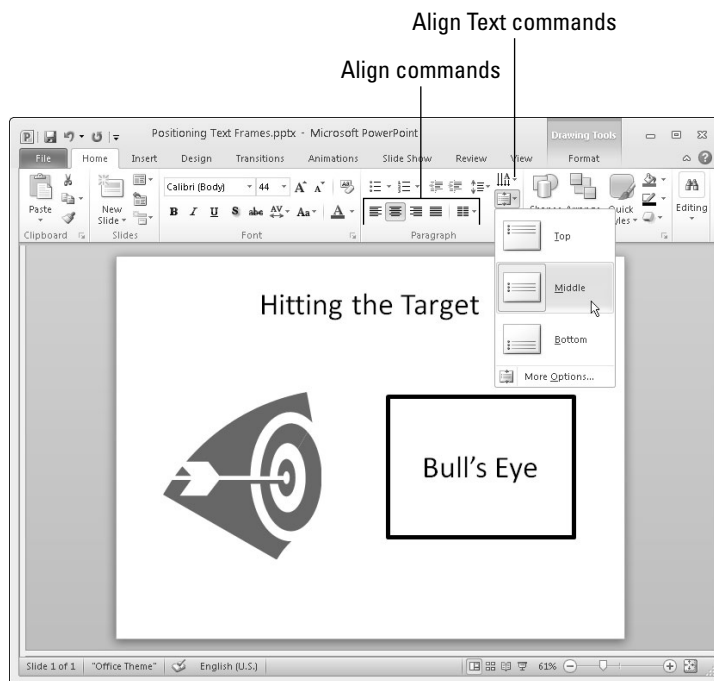 Align Text commands
Align commands
Positioning Text Frames.pptx - Microsoft PowerPoint
Drawing Tools
File Home Insert Design Transitions Animations Slide Show Review View Format
Calibri (Body) 44
Paste
New
Slide
Quick
Editing
Clipboard Slides Font Paragraph
Top
Middle
Bottom
More Options...
Hitting the Target
Bull's Eye
Slide 1 of 1 "Office Theme" English (U.S.) 61%